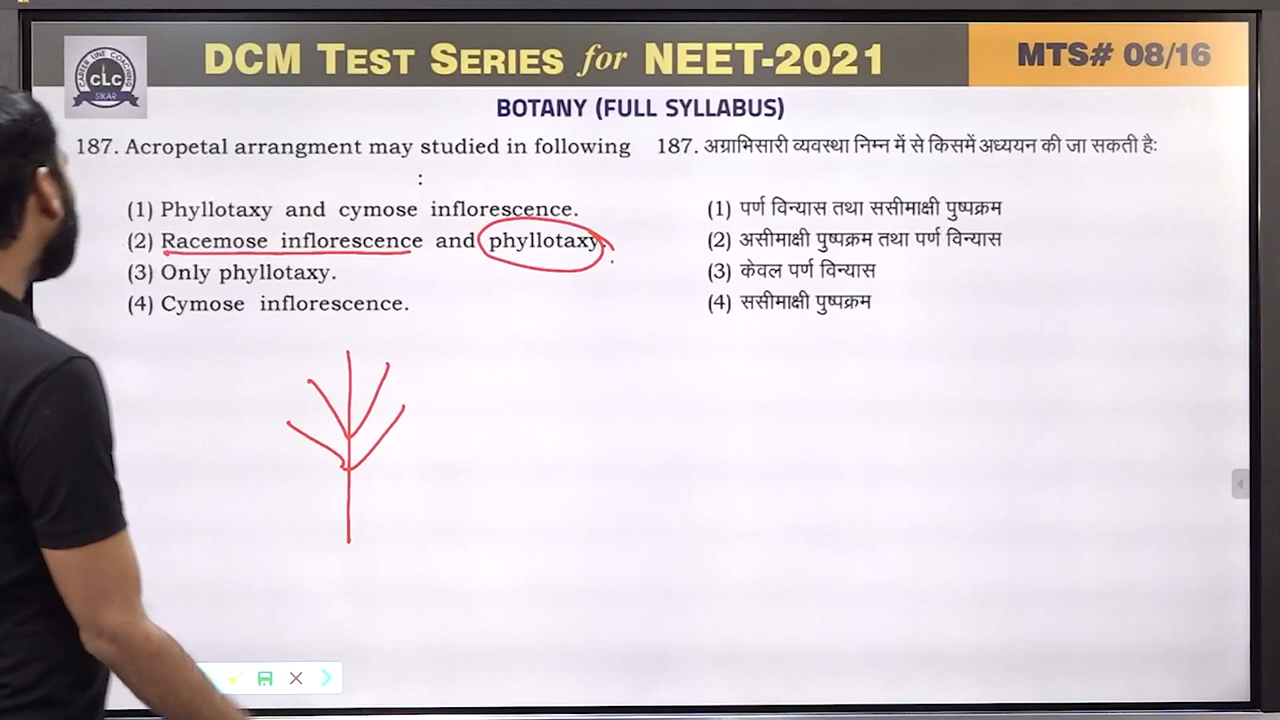 CAREER LINE COACHING
CLC
SIKAR
DCM TEST SERIES for NEET-2021
MTS# 08/16
BOTANY (FULL SYLLABUS)
187. Acropetal arrangment may studied in following
:
(1) Phyllotaxy and cymose inflorescence.
(2) Racemose inflorescence and phyllotaxy.
(3) Only phyllotaxy.
(4) Cymose inflorescence.
187. अग्राभिसारी व्यवस्था निम्न में से किसमें अध्ययन की जा सकती है:
(1) पर्ण विन्यास तथा ससीमाक्षी पुष्पक्रम
(2) असीमाक्षी पुष्पक्रम तथा पर्ण विन्यास
(3) केवल पर्ण विन्यास
(4) ससीमाक्षी पुष्पक्रम